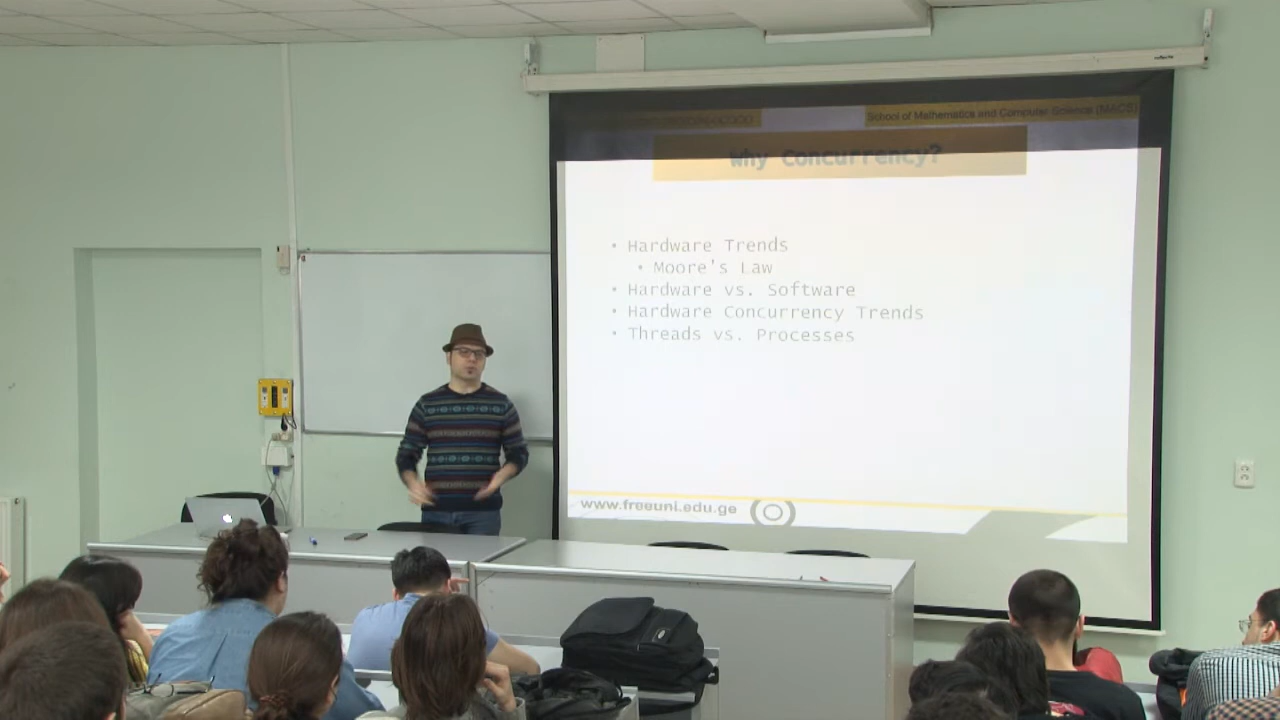 School of Mathematics and Computer Science (MACS)
Why Concurrency?
• Hardware Trends
• Moore's Law
• Hardware vs. Software
• Hardware Concurrency Trends
• Threads vs. Processes
www.freeuni.edu.ge